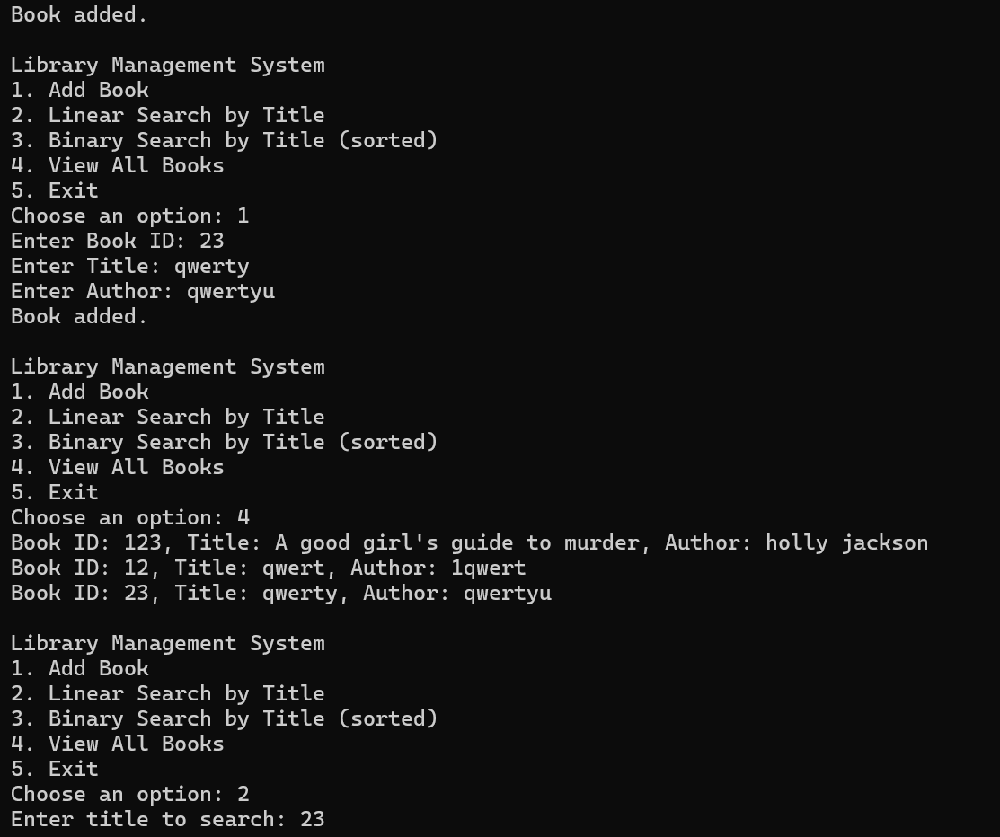 Book added.
Library Management System
1. Add Book
2. Linear Search by Title
3. Binary Search by Title (sorted)
4. View All Books
5. Exit
Choose an option: 1
Enter Book ID: 23
Enter Title: qwerty
Enter Author: qwertyu
Book added.
Library Management System
1. Add Book
2. Linear Search by Title
3. Binary Search by Title (sorted)
4. View All Books
5. Exit
Choose an option: 4
Book ID: 123, Title: A good girl's guide to murder, Author: holly jackson
Book ID: 12, Title: qwert, Author: 1qwert
Book ID: 23, Title: qwerty, Author: qwertyu
Library Management System
1. Add Book
2. Linear Search by Title
3. Binary Search by Title (sorted)
4. View All Books
5. Exit
Choose an option: 2
Enter title to search: 23